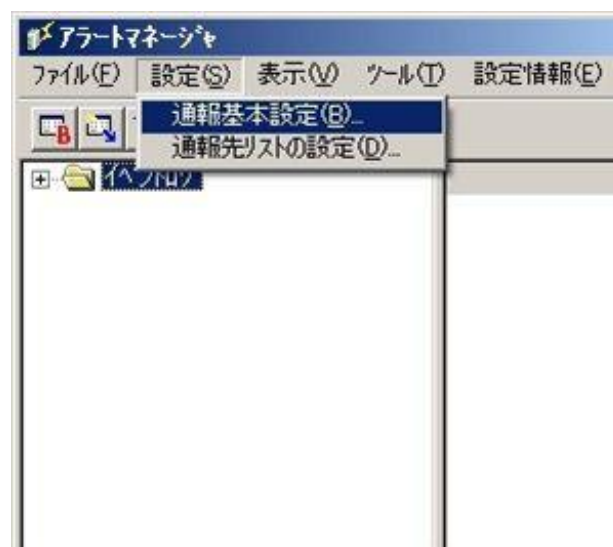 アラートマネージャ
ファイル(F) 設定(S) 表示(V) ツール(T) 設定情報(E)
通報基本設定(B)...
通報先リストの設定(D)...
B
イベントログ